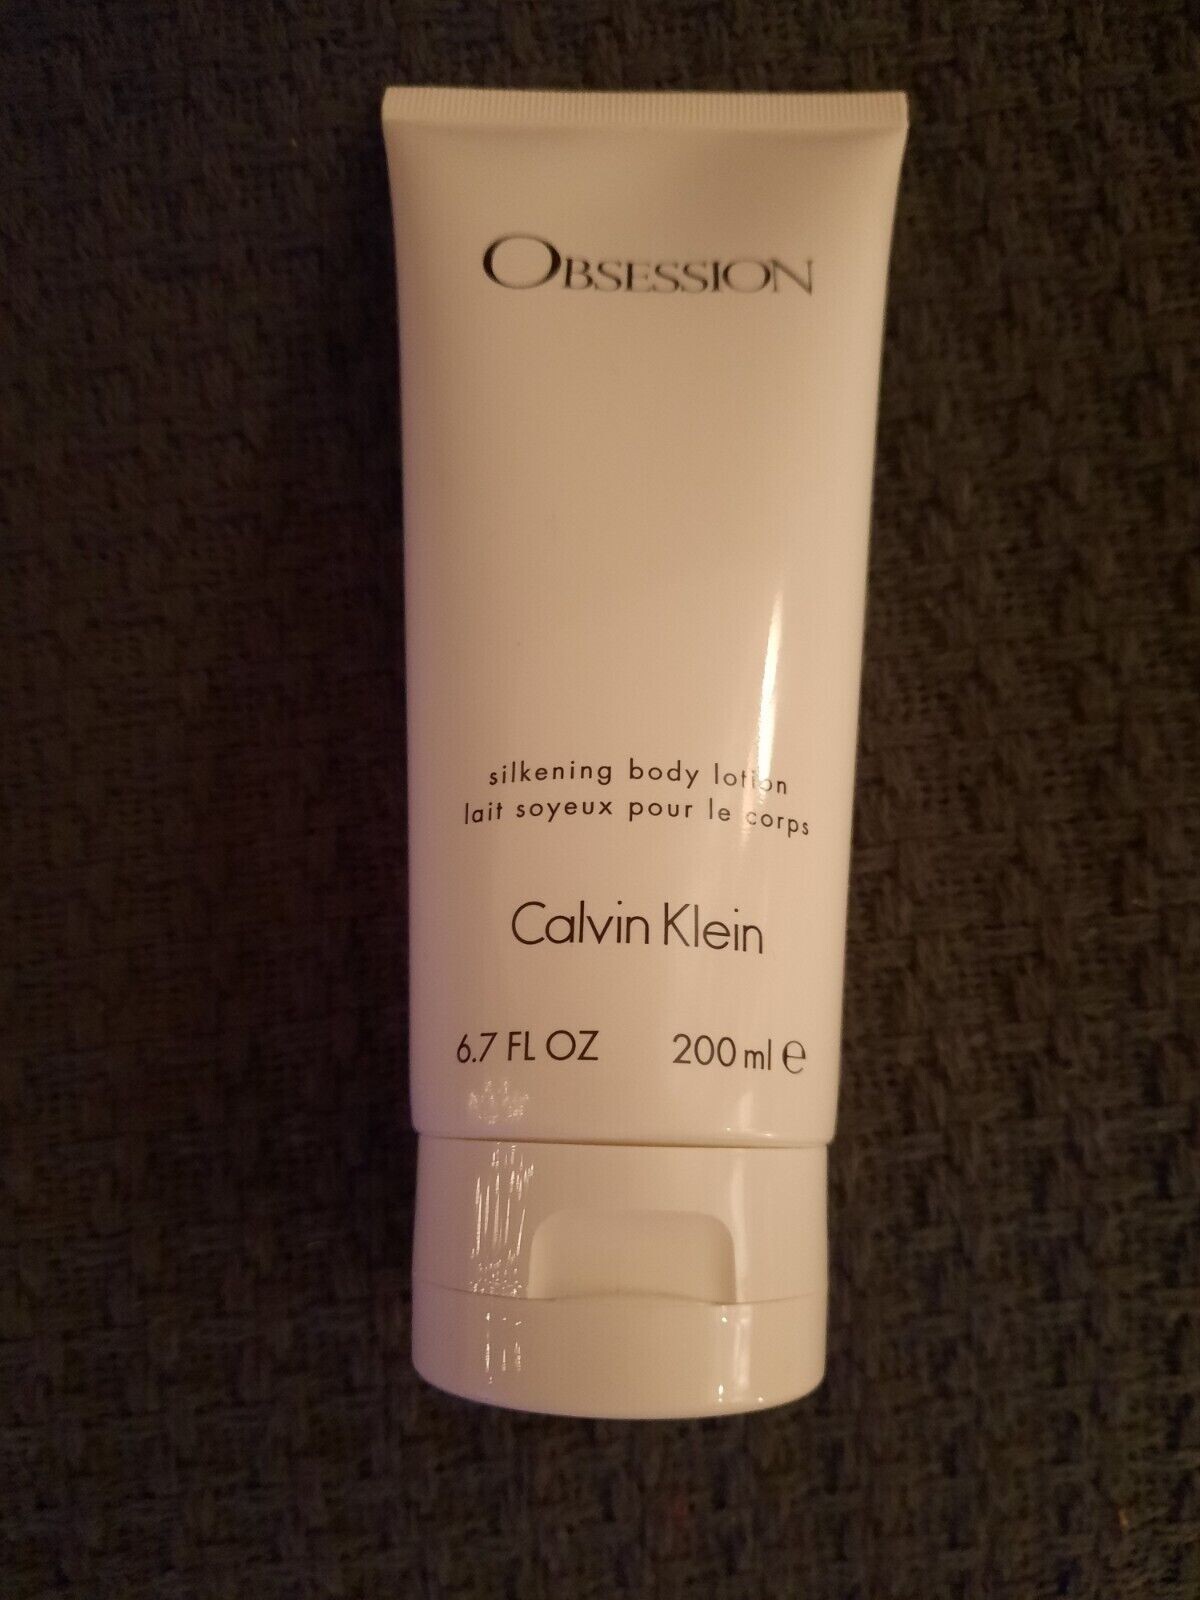 OBSESSION
silkening body lotion
lait soyeux pour le corps
Calvin Klein
6.7 FL OZ 200 ml ℮